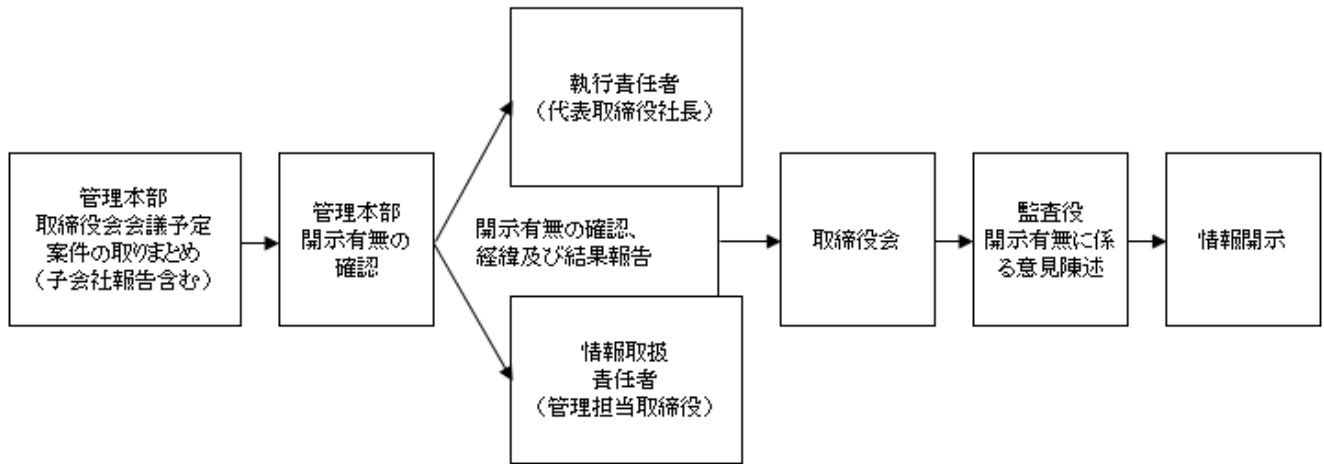 管理本部
取締役会会議予定
案件の取りまとめ
（子会社報告含む）
管理本部
開示有無の
確認
執行責任者
（代表取締役社長）
開示有無の確認、
経緯及び結果報告
情報取扱
責任者
（管理担当取締役）
取締役会
監査役
開示有無に係
る意見陳述
情報開示